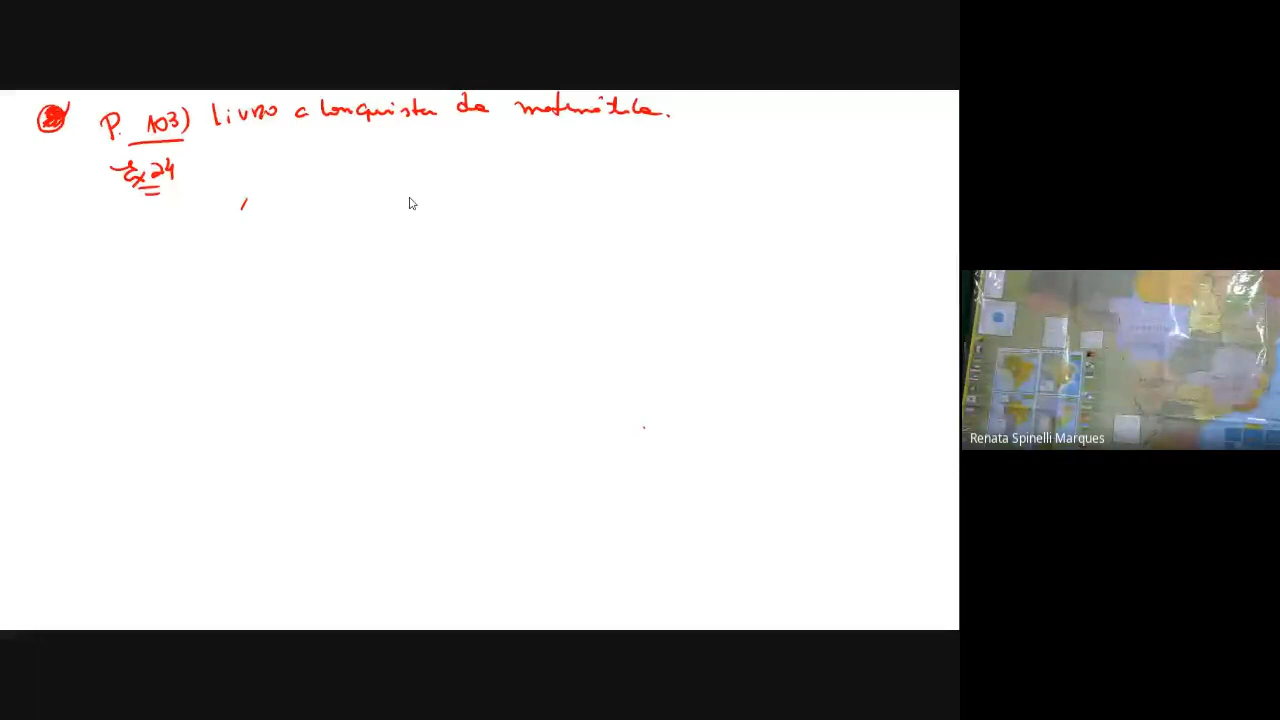 P. 103) Livro a Conquista da matemática.
Ex 24
Renata Spinelli Marques